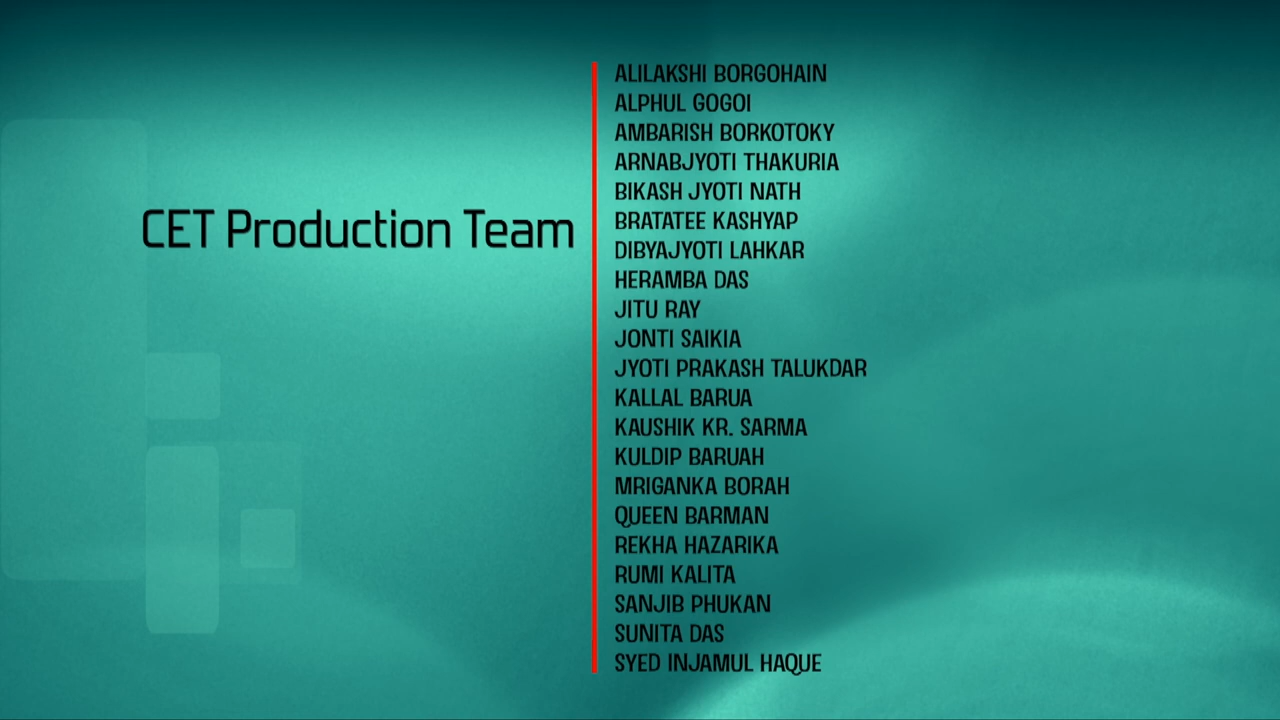 CET Production Team
ALILAKSHI BORGOHAIN
ALPHUL GOGOI
AMBARISH BORKOTOKY
ARNABJYOTI THAKURIA
BIKASH JYOTI NATH
BRATATEE KASHYAP
DIBYAJYOTI LAHKAR
HERAMBA DAS
JITU RAY
JONTI SAIKIA
JYOTI PRAKASH TALUKDAR
KALLAL BARUA
KAUSHIK KR. SARMA
KULDIP BARUAH
MRIGANKA BORAH
QUEEN BARMAN
REKHA HAZARIKA
RUMI KALITA
SANJIB PHUKAN
SUNITA DAS
SYED INJAMUL HAQUE